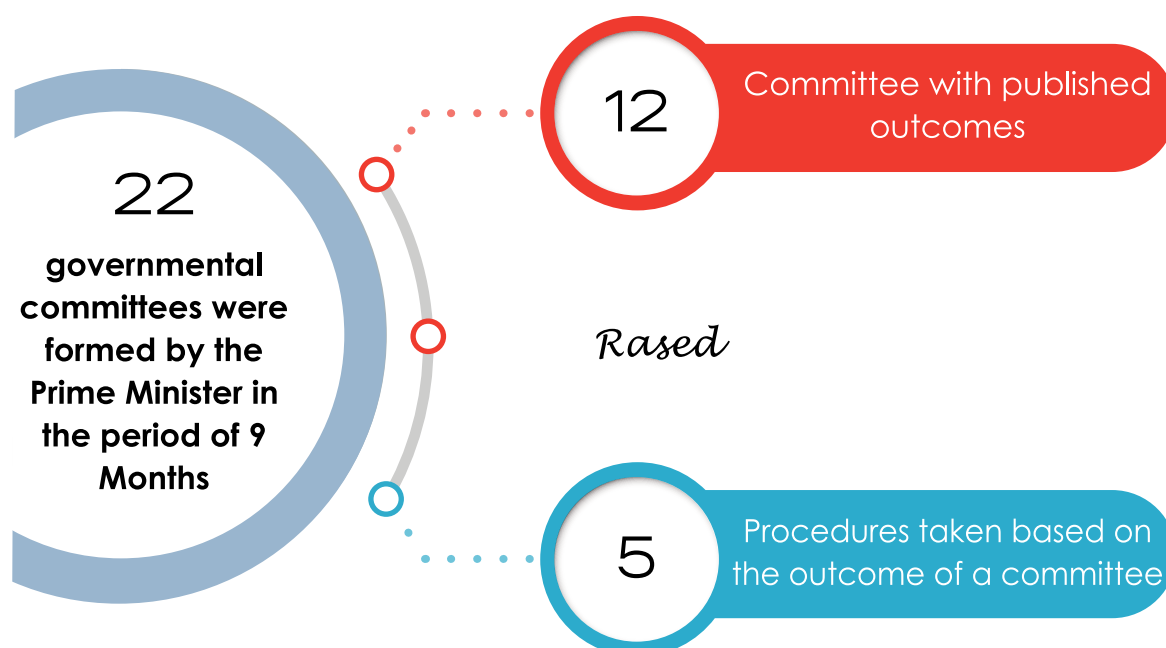 22
governmental
committees were
formed by the
Prime Minister in
the period of 9
Months
12
Committee with published
outcomes
Rased
5
Procedures taken based on
the outcome of a committee